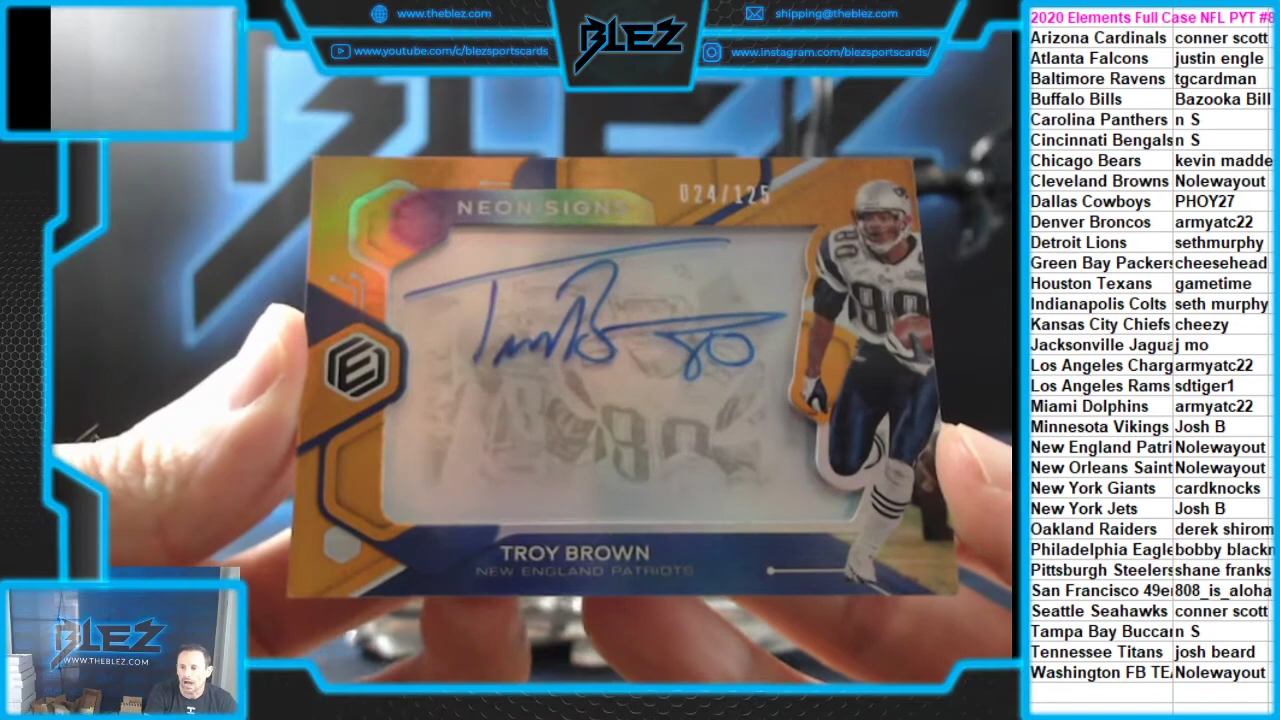 www.theblez.com
www.youtube.com/c/blezsportscards
BLEZ
shipping@theblez.com
www.instagram.com/blezsportscards/
BLEZ
NEON SIGNS
024/125
80
80
Troy B 80
E
TROY BROWN
NEW ENGLAND PATRIOTS
BLEZ
WWW.THEBLEZ.COM
2020 Elements Full Case NFL PYT #8
Arizona Cardinals conner scott
Atlanta Falcons justin engle
Baltimore Ravens tgcardman
Buffalo Bills Bazooka Bill
Carolina Panthers n S
Cincinnati Bengals n S
Chicago Bears kevin madde
Cleveland Browns Nolewayout
Dallas Cowboys PHOY27
Denver Broncos armyatc22
Detroit Lions sethmurphy
Green Bay Packers cheesehead
Houston Texans gametime
Indianapolis Colts seth murphy
Kansas City Chiefs cheezy
Jacksonville Jagua j mo
Los Angeles Charg armyatc22
Los Angeles Rams sdtiger1
Miami Dolphins armyatc22
Minnesota Vikings Josh B
New England Patri Nolewayout
New Orleans Saint Nolewayout
New York Giants cardknocks
New York Jets Josh B
Oakland Raiders derek shirom
Philadelphia Eagle bobby blackn
Pittsburgh Steelers shane franks
San Francisco 49e 808_is_aloha
Seattle Seahawks conner scott
Tampa Bay Buccan n S
Tennessee Titans josh beard
Washington FB TEA Nolewayout